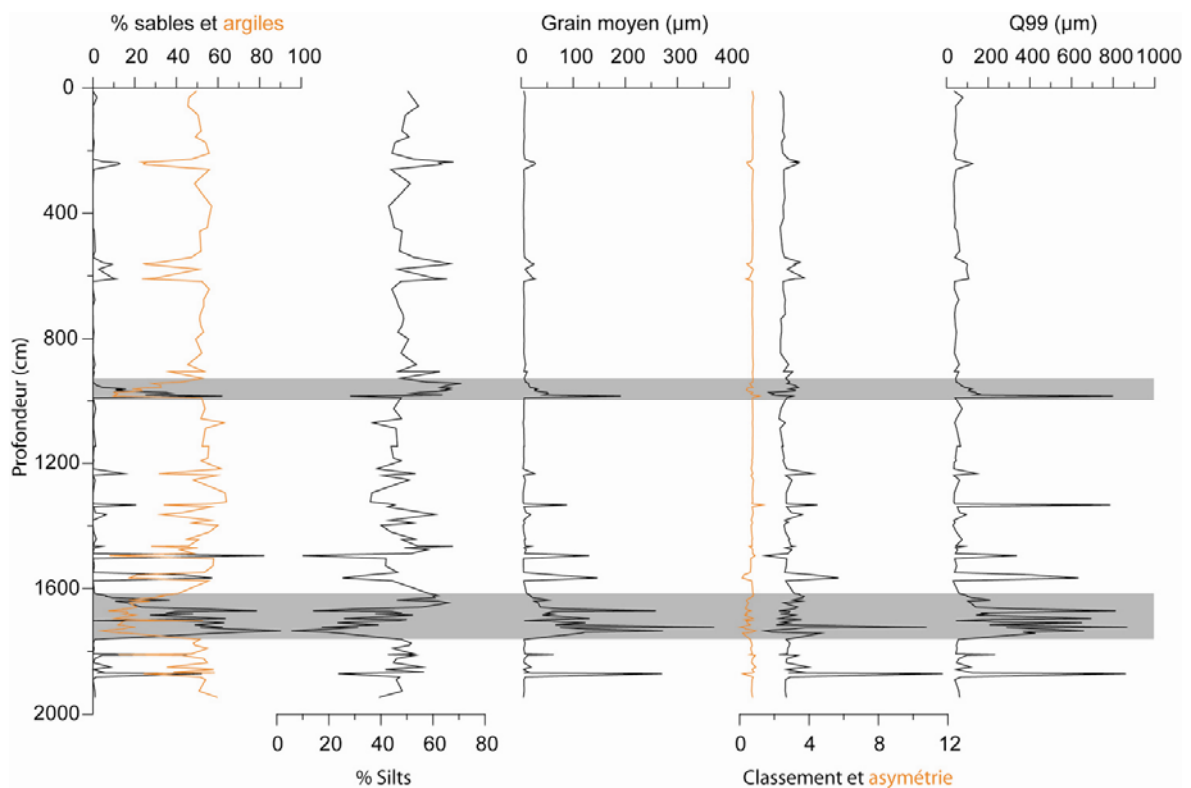 % sables et argiles Grain moyen (µm) Q99 (µm)
0 20 40 60 80 100 0 100 200 300 400 0 200 400 600 800 1000
0
400
800
1200
1600
2000
Profondeur (cm)
0 20 40 60 80 0 4 8 12
% Silts Classement et asymétrie